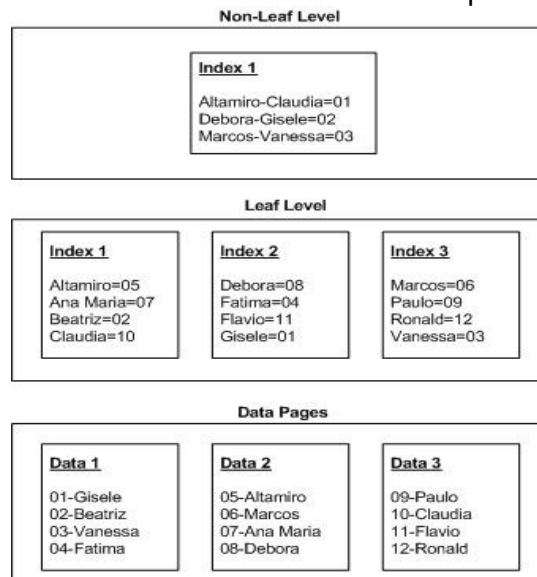 Non-Leaf Level
Index 1
Altamiro-Claudia=01
Debora-Gisele=02
Marcos-Vanessa=03
Leaf Level
Index 1
Altamiro=05
Ana Maria=07
Beatriz=02
Claudia=10
Index 2
Debora=08
Fatima=04
Flavio=11
Gisele=01
Index 3
Marcos=06
Paulo=09
Ronald=12
Vanessa=03
Data Pages
Data 1
01-Gisele
02-Beatriz
03-Vanessa
04-Fatima
Data 2
05-Altamiro
06-Marcos
07-Ana Maria
08-Debora
Data 3
09-Paulo
10-Claudia
11-Flavio
12-Ronald